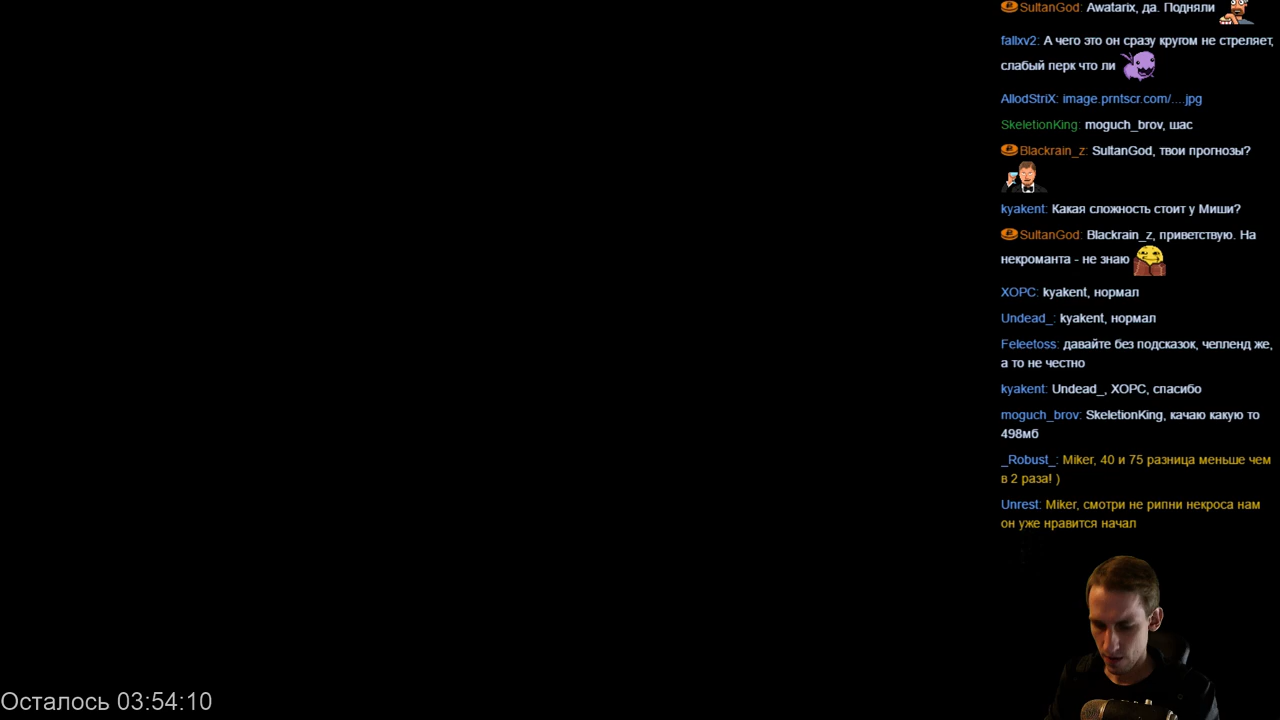 SultanGod: Awatarix, да. Подняли
fallxv2: А чего это он сразу кругом не стреляет,
слабый перк что ли
AllodStriX: image.prntscr.com/....jpg
SkeletionKing: moguch_brov, шас
Blackrain_z: SultanGod, твои прогнозы?
kyakent: Какая сложность стоит у Миши?
SultanGod: Blackrain_z, приветствую. На
некроманта - не знаю
ХОРС: kyakent, нормал
Undead_: kyakent, нормал
Feleetoss: давайте без подсказок, челленд же,
а то не честно
kyakent: Undead_, ХОРС, спасибо
moguch_brov: SkeletionKing, качаю какую то
498мб
_Robust_: Miker, 40 и 75 разница меньше чем
в 2 раза! )
Unrest: Miker, смотри не рипни некроса нам
он уже нравится начал
Осталось 03:54:10